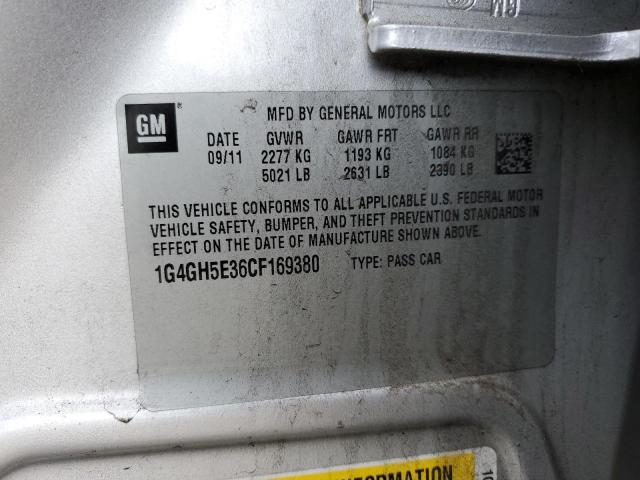 GM
GM
MFD BY GENERAL MOTORS LLC
DATE GVWR GAWR FRT GAWR RR
09/11 2277 KG 1193 KG 1084 KG
5021 LB 2631 LB 2390 LB
THIS VEHICLE CONFORMS TO ALL APPLICABLE U.S. FEDERAL MOTOR
VEHICLE SAFETY, BUMPER, AND THEFT PREVENTION STANDARDS IN
EFFECT ON THE DATE OF MANUFACTURE SHOWN ABOVE.
1G4GH5E36CF169380 TYPE: PASS CAR
INFORMATION